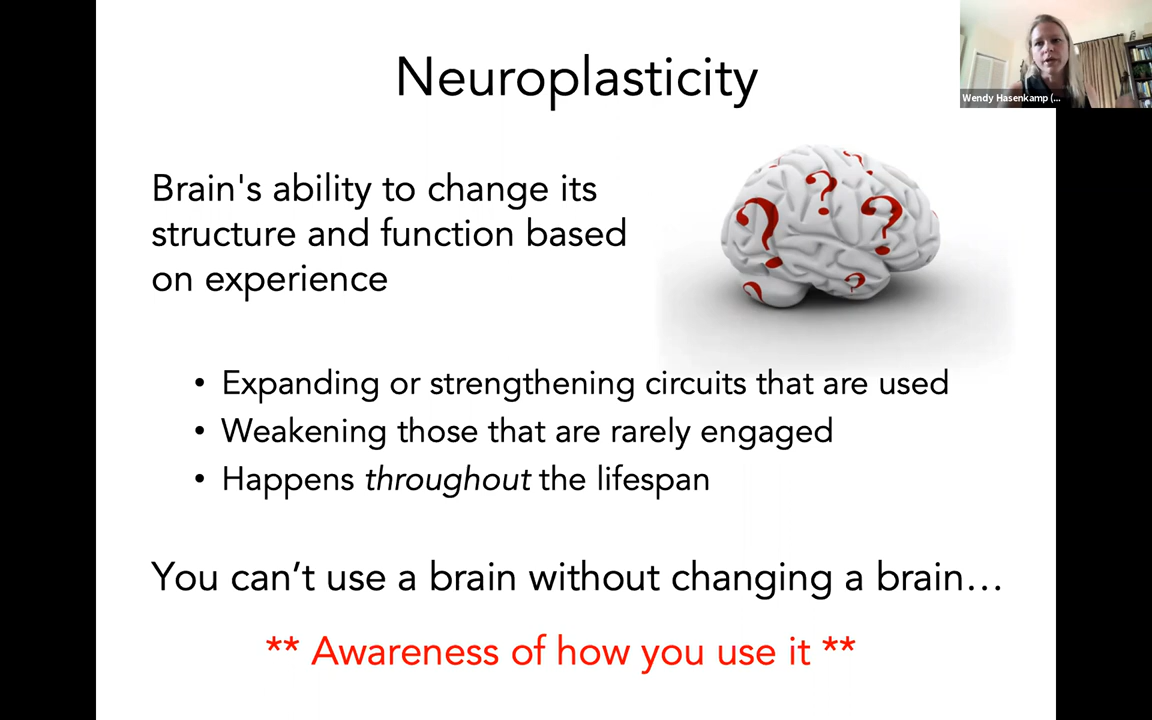 Neuroplasticity
Wendy Hasenkamp (...
Brain's ability to change its
structure and function based
on experience
? ? ? ? ? ?
• Expanding or strengthening circuits that are used
• Weakening those that are rarely engaged
• Happens throughout the lifespan
You can’t use a brain without changing a brain…
** Awareness of how you use it **